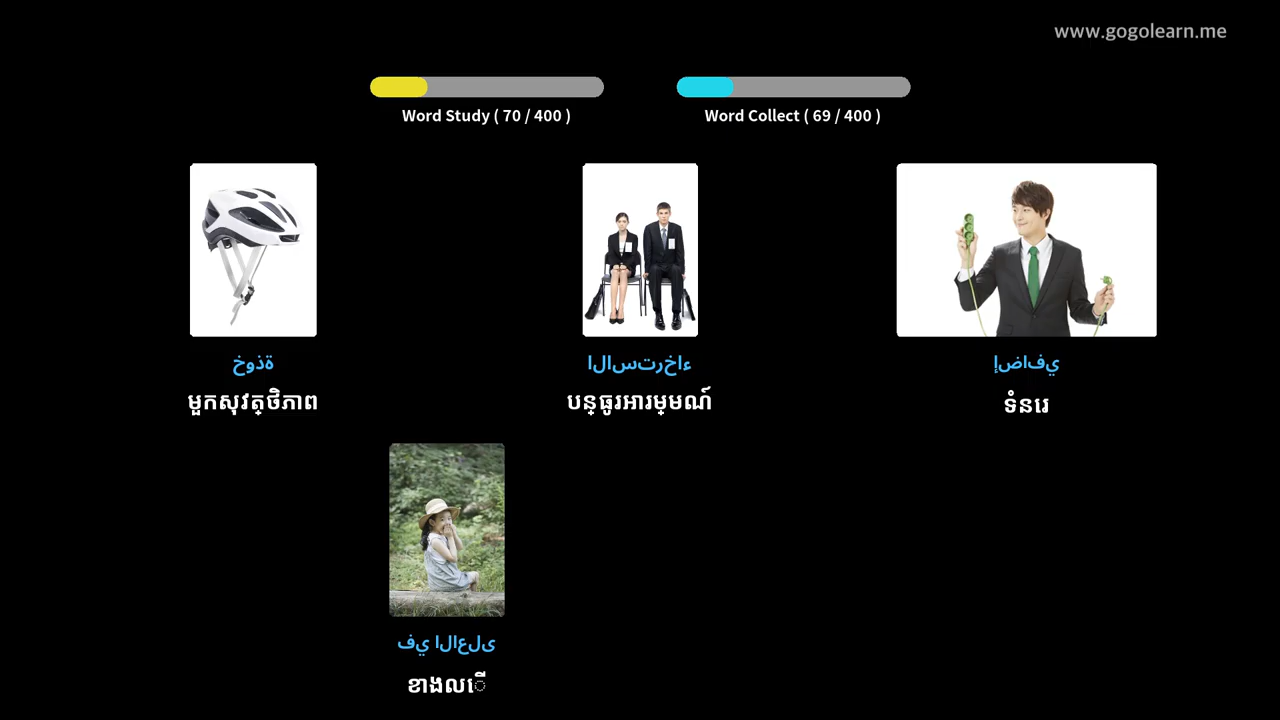 www.gogolearn.me
Word Study ( 70 / 400 )
Word Collect ( 69 / 400 )
خوذة
الاسترخاء
إضافي
មួកសុវត្ថិភាព
បន្ធូរអារម្មណ៍
ទំនេរ
في الاعلى
ខាងលើ